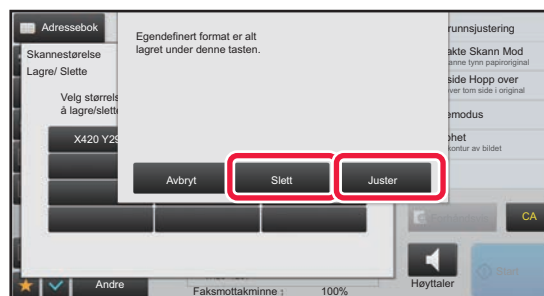 Adressebok
Skannestørelse
Lagre/ Slette
Velg størrels
å lagre/slette
X420 Y29
Egendefinert format er alt
lagret under denne tasten.
Avbryt
Slett
Juster
runnsjustering
akte Skann Mod
anne tynn papiroriginal
side Hopp over
ver tom side i original
emodus
phet
kontur av bildet
CA
Start
Høyttaler
Andre
Faksmottakminne :
100%